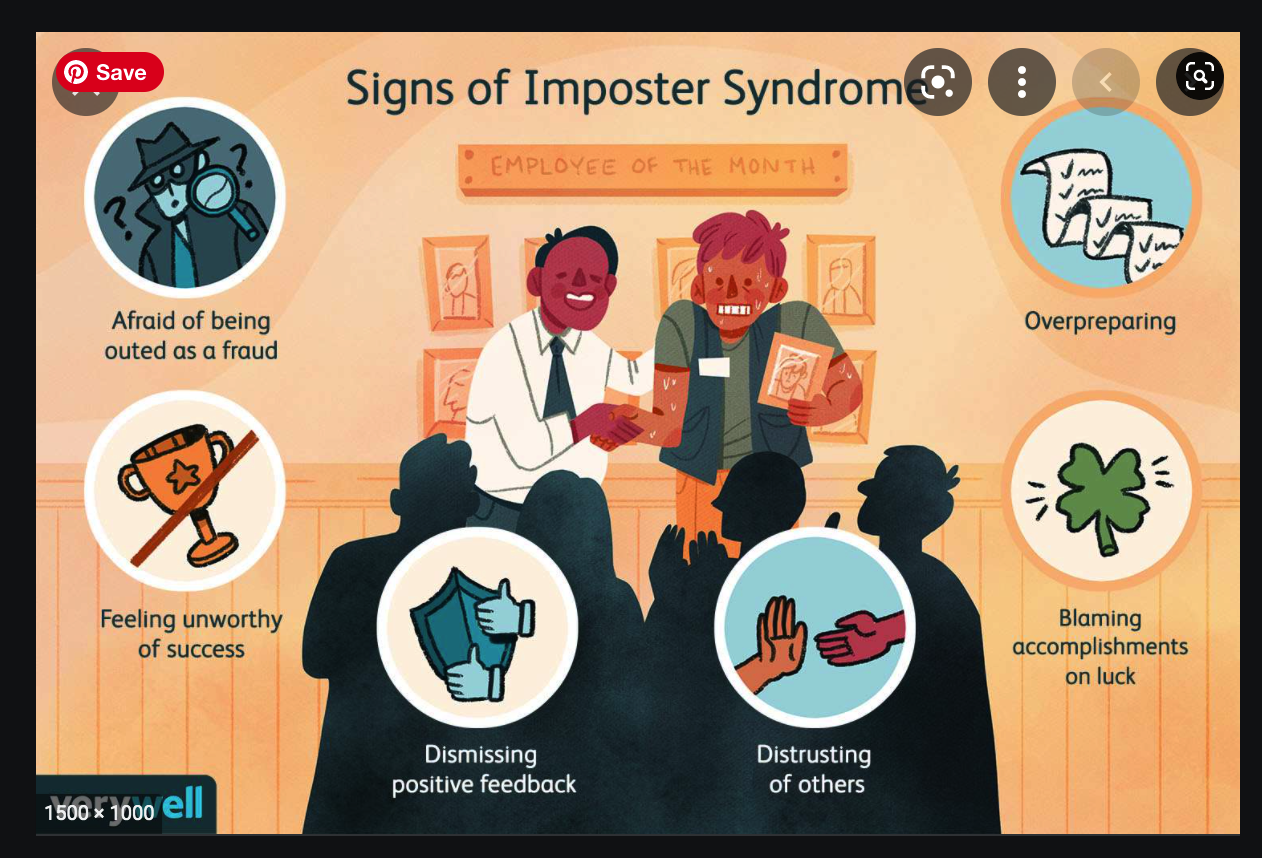 Save
Signs of Imposter Syndrome
EMPLOYEE OF THE MONTH
Afraid of being
outed as a fraud
Overpreparing
Feeling unworthy
of success
Blaming
accomplishments
on luck
Dismissing
positive feedback
Distrusting
of others
verywell
1500 × 1000